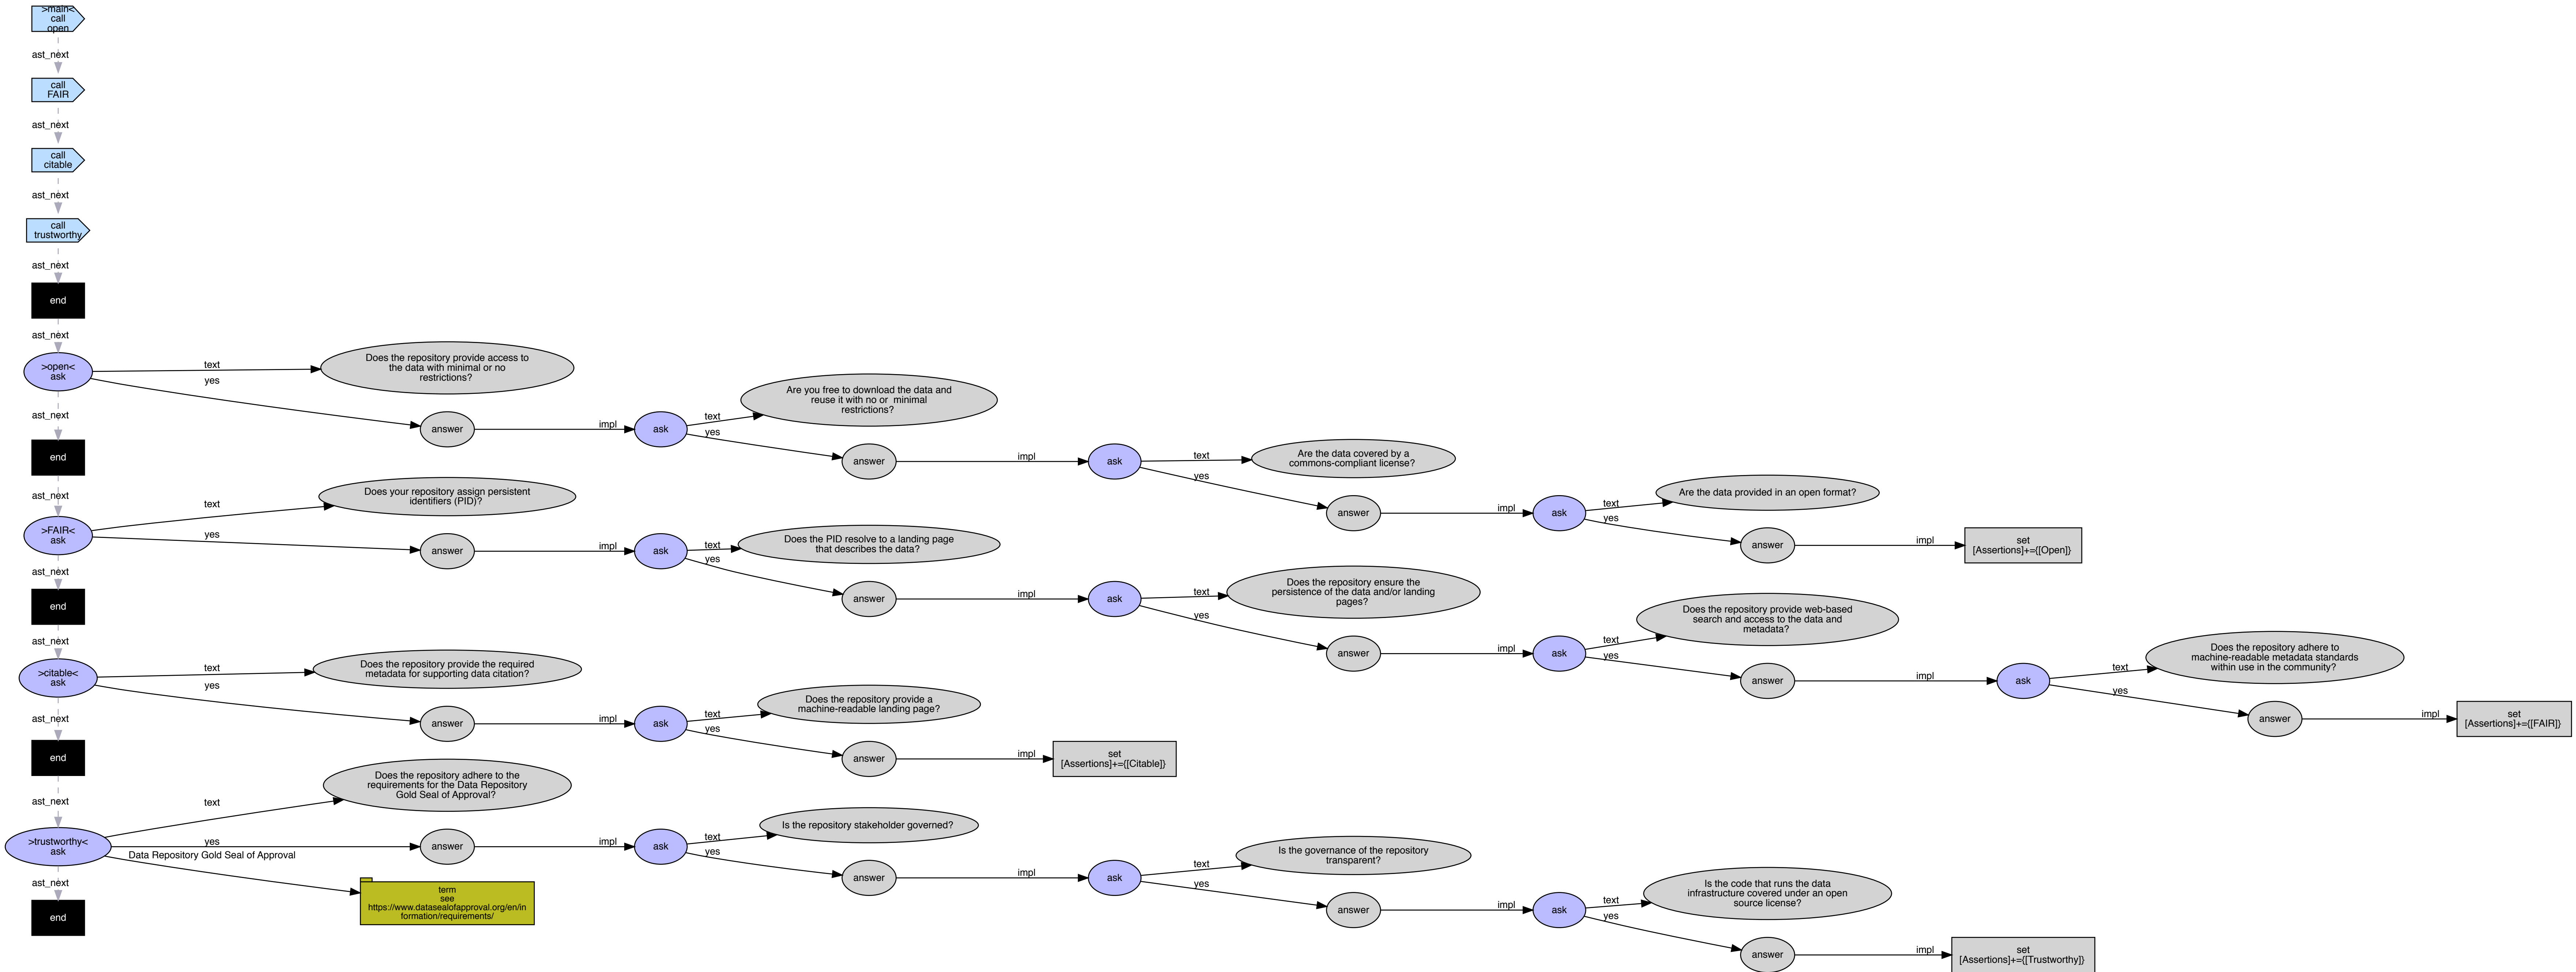 >main<
call
open
ast_next
call
FAIR
ast_next
call
citable
ast_next
call
trustworthy
ast_next
end
ast_next
>open<
ask
text
yes
Does the repository provide access to
the data with minimal or no
restrictions?
answer
impl
ask
text
yes
Are you free to download the data and
reuse it with no or  minimal
restrictions?
answer
impl
ask
text
yes
Are the data covered by a
commons-compliant license?
answer
impl
ask
text
yes
Are the data provided in an open format?
answer
impl
set
[Assertions]+={[Open]}
ast_next
end
ast_next
>FAIR<
ask
text
yes
Does your repository assign persistent
identifiers (PID)?
answer
impl
ask
text
yes
Does the PID resolve to a landing page
that describes the data?
answer
impl
ask
text
yes
Does the repository ensure the
persistence of the data and/or landing
pages?
answer
impl
ask
text
yes
Does the repository provide web-based
search and access to the data and
metadata?
answer
impl
ask
text
yes
Does the repository adhere to
machine-readable metadata standards
within use in the community?
answer
impl
set
[Assertions]+={[FAIR]}
ast_next
end
ast_next
>citable<
ask
text
yes
Does the repository provide the required
metadata for supporting data citation?
answer
impl
ask
text
yes
Does the repository provide a
machine-readable landing page?
answer
impl
set
[Assertions]+={[Citable]}
ast_next
end
ast_next
>trustworthy<
ask
text
yes
Data Repository Gold Seal of Approval
Does the repository adhere to the
requirements for the Data Repository
Gold Seal of Approval?
answer
term
see
https://www.datasealofapproval.org/en/in
formation/requirements/
impl
ask
text
yes
Is the repository stakeholder governed?
answer
impl
ask
text
yes
Is the governance of the repository
transparent?
answer
impl
ask
text
yes
Is the code that runs the data
infrastructure covered under an open
source license?
answer
impl
set
[Assertions]+={[Trustworthy]}
ast_next
end